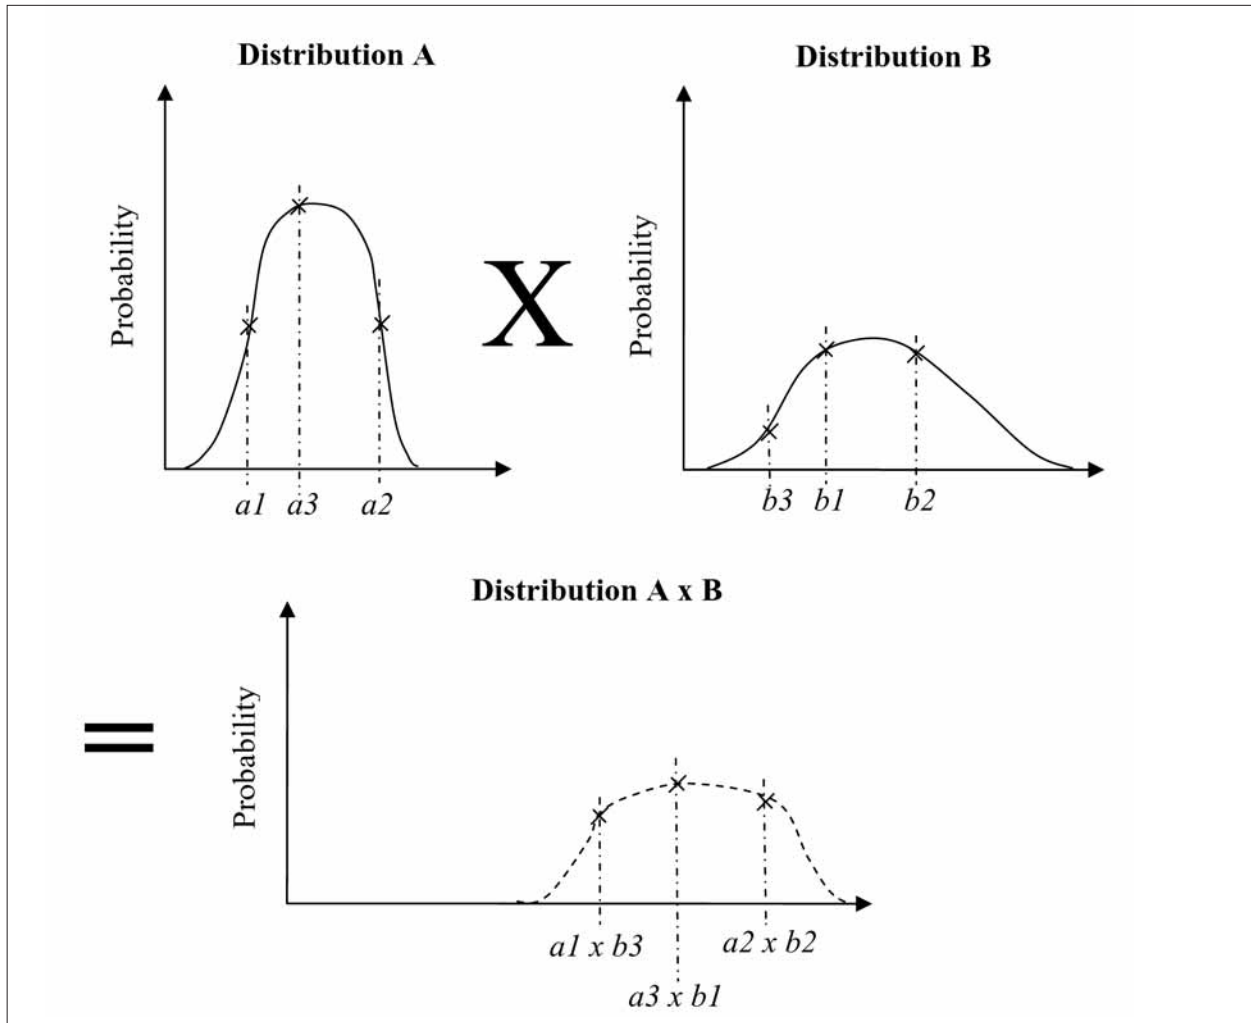 Distribution A
Distribution B
Probability
X
Probability
a1 a3 a2
b3 b1 b2
Distribution A x B
=
Probability
a1 x b3
a2 x b2
a3 x b1